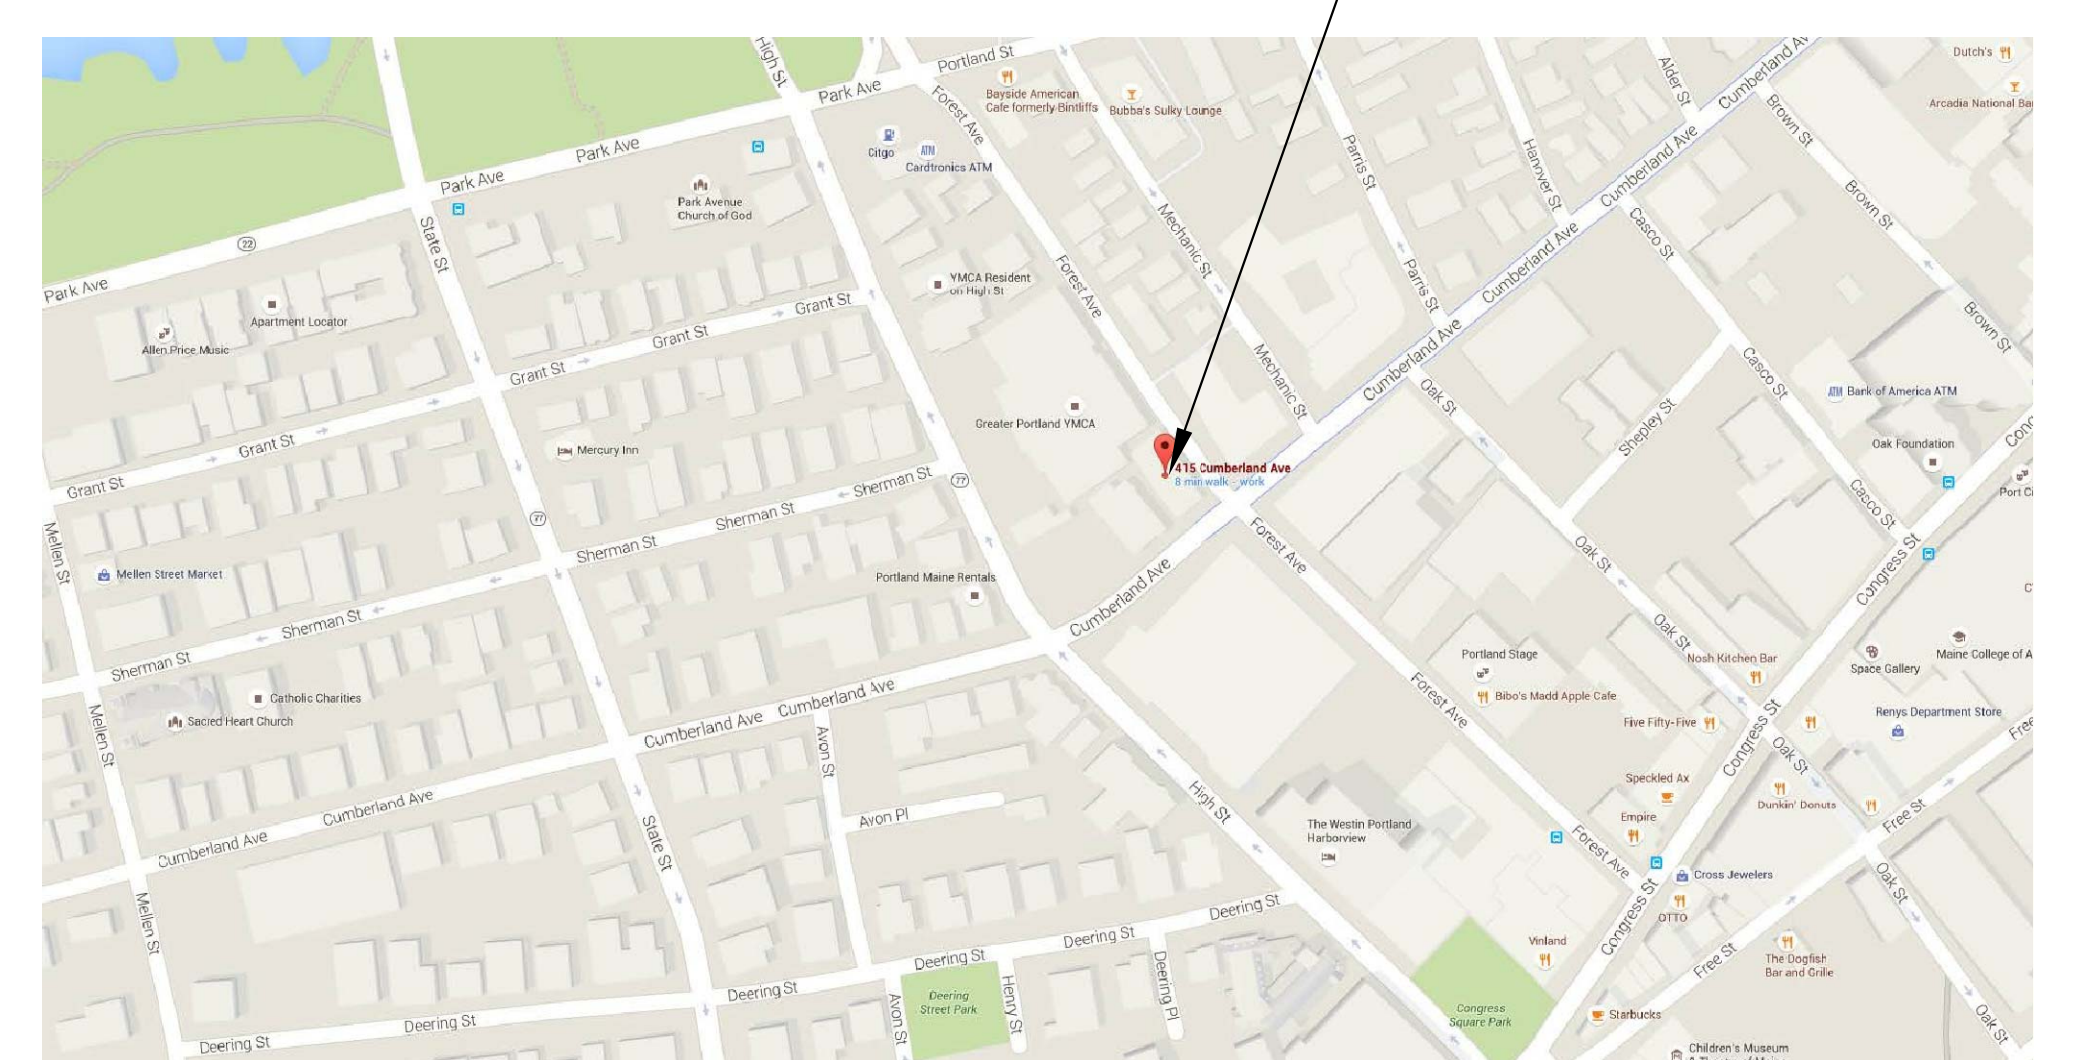 High St
Portland St
Park Ave
Forest Ave
Bayside American
Cafe formerly Bintliffs
Bubba's Sulky Lounge
Alder St
Cumberland Av
Dutch's
Arcadia National Ba
Cumberland Ave
Brown St
Citgo
ATM
Cardtronics ATM
Park Ave
Park Ave
Park Avenue
Church of God
Parris St
Hanover St
Cumberland Ave
Brown St
State St
22
Mechanic St
Casco St
Cumberland Ave
Park Ave
YMCA Resident
on High St
Forest Ave
Parris St
Cumberland Ave
Brown St
Apartment Locator
Allen Price Music
Grant St
Grant St
Grant St
Cumberland Ave
Mechanic St
Cumberland Ave
Oak St
Casco St
ATM
Bank of America ATM
Greater Portland YMCA
Shepley St
Cong
Oak Foundation
Grant St
Mercury Inn
Grant St
415 Cumberland Ave
8 min walk - work
Sherman St
77
Port Ci
Casco St
Sherman St
77
Mellen St
Sherman St
Forest Ave
Oak St
Congress St
Mellen Street Market
Portland Maine Rentals
Cumberland Ave
C
Sherman St
Oak St
Portland Stage
Nosh Kitchen Bar
Space Gallery
Maine College of A
Sherman St
Catholic Charities
Sacred Heart Church
Cumberland Ave
Cumberland Ave
Forest Ave
Bibo's Madd Apple Cafe
Five Fifty-Five
Renys Department Store
Free
Mellen St
Avon St
Congress St
Oak St
Speckled Ax
Dunkin' Donuts
Cumberland Ave
High St
Avon Pl
The Westin Portland
Harborview
Empire
Free St
Cumberland Ave
State St
Forest Ave
Cross Jewelers
Oak St
Mellen St
Deering St
OTTO
Congress St
Deering St
Vinland
Deering St
The Dogfish
Bar and Grille
Free St
Deering St
Deering Pl
Henry St
Avon St
Deering
Street Park
Congress
Square Park
Starbucks
Oak St
Deering St
Deering St
Children's Museum